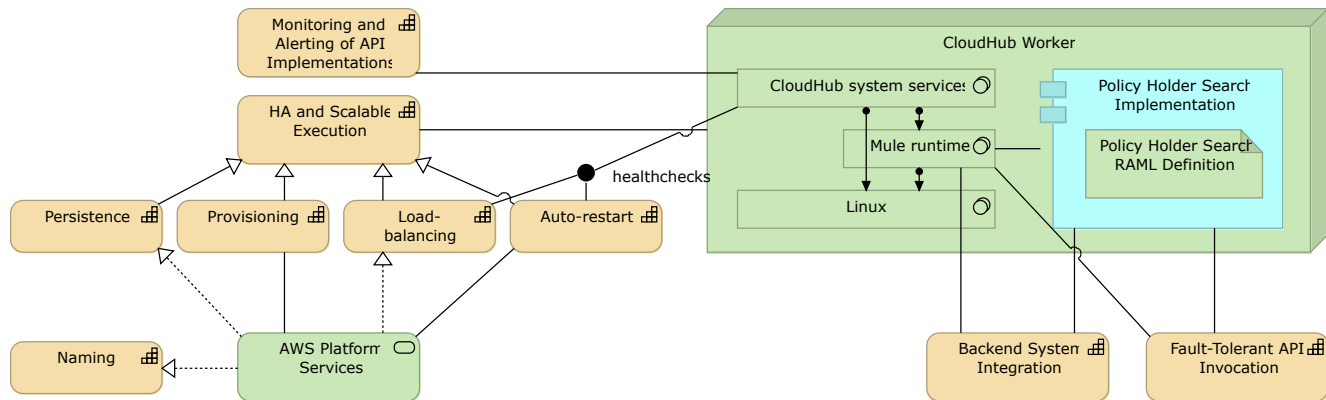 Monitoring and
Alerting of API
Implementations
HA and Scalable
Execution
healthchecks
Persistence
Provisioning
Load-
balancing
Auto-restart
Naming
AWS Platform
Services
CloudHub Worker
CloudHub system services
Mule runtime
Linux
Policy Holder Search
Implementation
Policy Holder Search
RAML Definition
Backend System
Integration
Fault-Tolerant API
Invocation